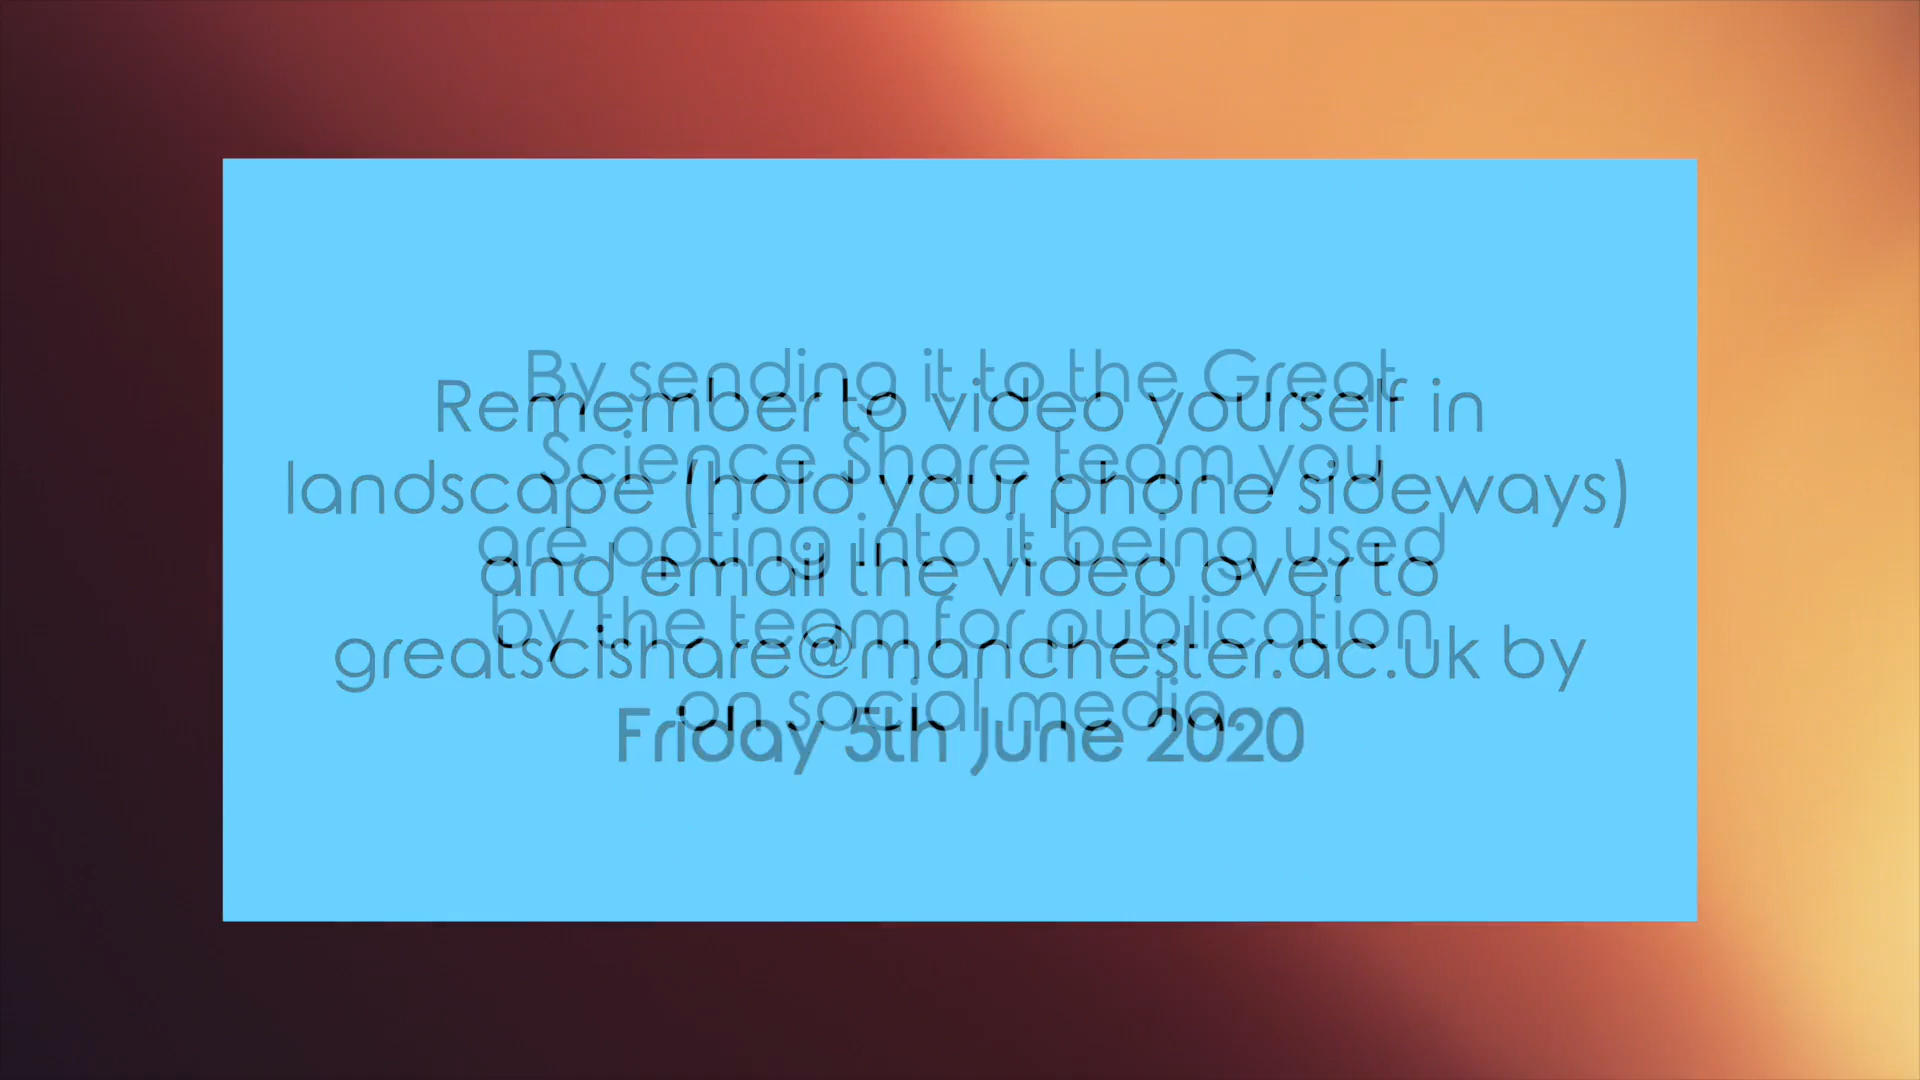 Remember to video yourself in
landscape (hold your phone sideways)
and email the video over to
greatscishare@manchester.ac.uk by
Friday 5th June 2020
By sending it to the Great
Science Share team you
are opting into it being used
by the team for publication
on social media.